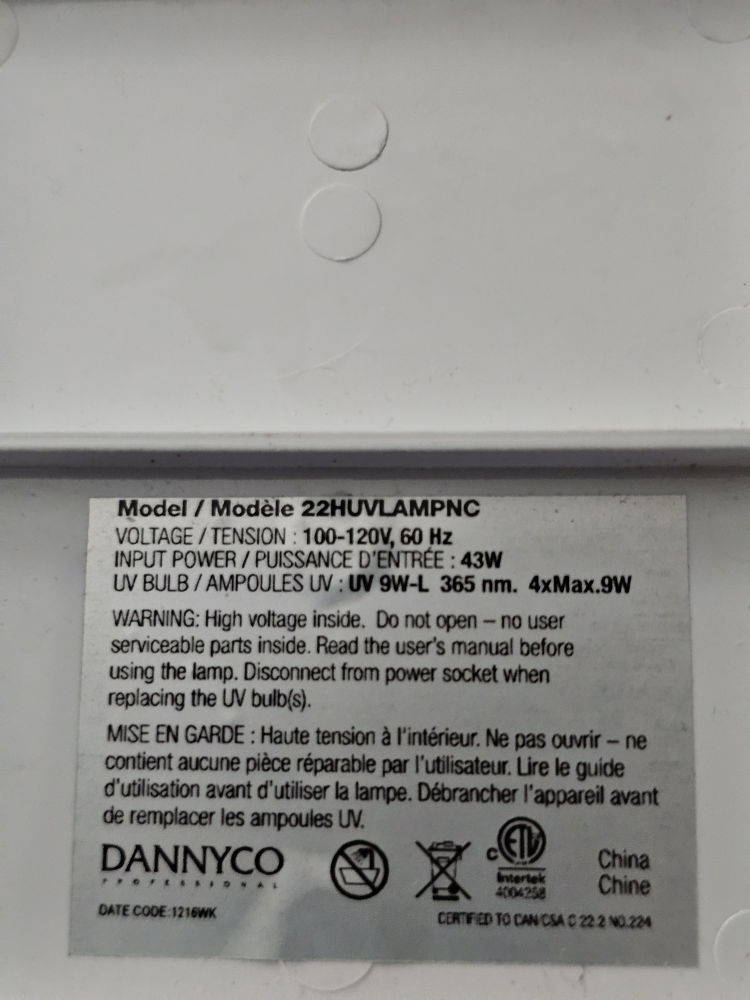 Model / Modèle 22HUVLAMPNC
VOLTAGE / TENSION : 100-120V, 60 Hz
INPUT POWER / PUISSANCE D'ENTRÉE : 43W
UV BULB / AMPOULES UV : UV 9W-L 365 nm. 4xMax.9W
WARNING: High voltage inside. Do not open – no user
serviceable parts inside. Read the user's manual before
using the lamp. Disconnect from power socket when
replacing the UV bulb(s).
MISE EN GARDE : Haute tension à l'intérieur. Ne pas ouvrir – ne
contient aucune pièce réparable par l'utilisateur. Lire le guide
d'utilisation avant d'utiliser la lampe. Débrancher l'appareil avant
de remplacer les ampoules UV.
DANNYCO
PROFESSIONAL
C ETL
Intertek
4004258
China
Chine
DATE CODE:1216WK
CERTIFIED TO CAN/CSA C 22.2 NO.224